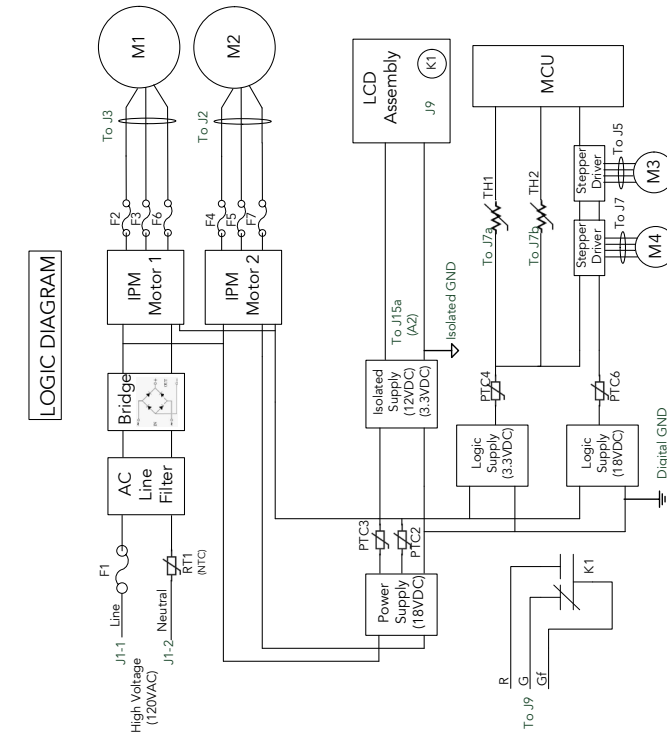 LOGIC DIAGRAM
J1-1
Line
F1
High Voltage
(120VAC)
J1-2
Neutral
RT1
(NTC)
AC
Line
Filter
Bridge
IPM
Motor 1
F2
F3
F6
To J3
M1
IPM
Motor 2
F4
F5
F7
To J2
M2
Power
Supply
(18VDC)
PTC3
PTC2
Isolated
Supply
(12VDC)
(3.3VDC)
To J15a
(A2)
Isolated GND
LCD
Assembly
J9
K1
Logic
Supply
(3.3VDC)
PTC4
To J7a
TH1
To J7b
TH2
MCU
Logic
Supply
(18VDC)
PTC6
Stepper
Driver
To J7
M4
Stepper
Driver
To J5
M3
Digital GND
To J9
R
G
Gf
K1